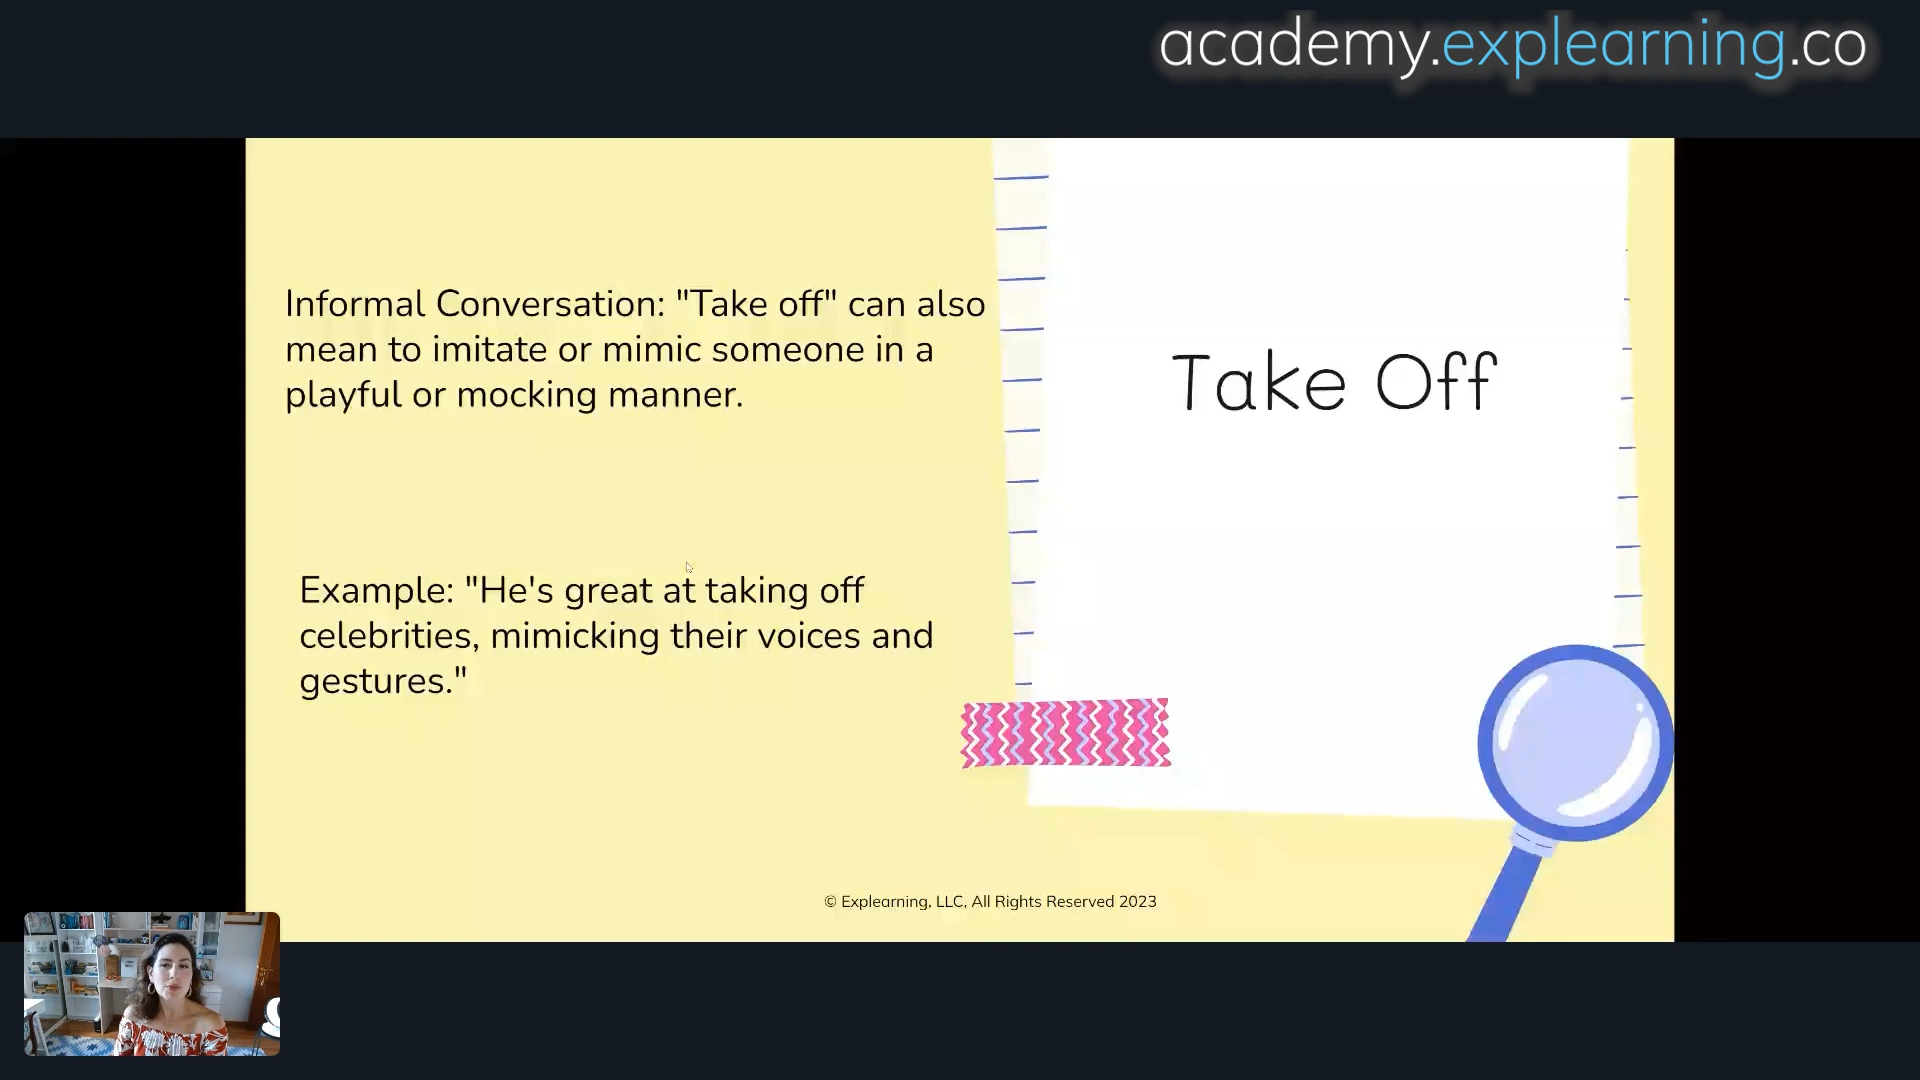 academy.explearning.co
Informal Conversation: "Take off" can also
mean to imitate or mimic someone in a
playful or mocking manner.
Take Off
Example: "He's great at taking off
celebrities, mimicking their voices and
gestures."
© Explearning, LLC, All Rights Reserved 2023